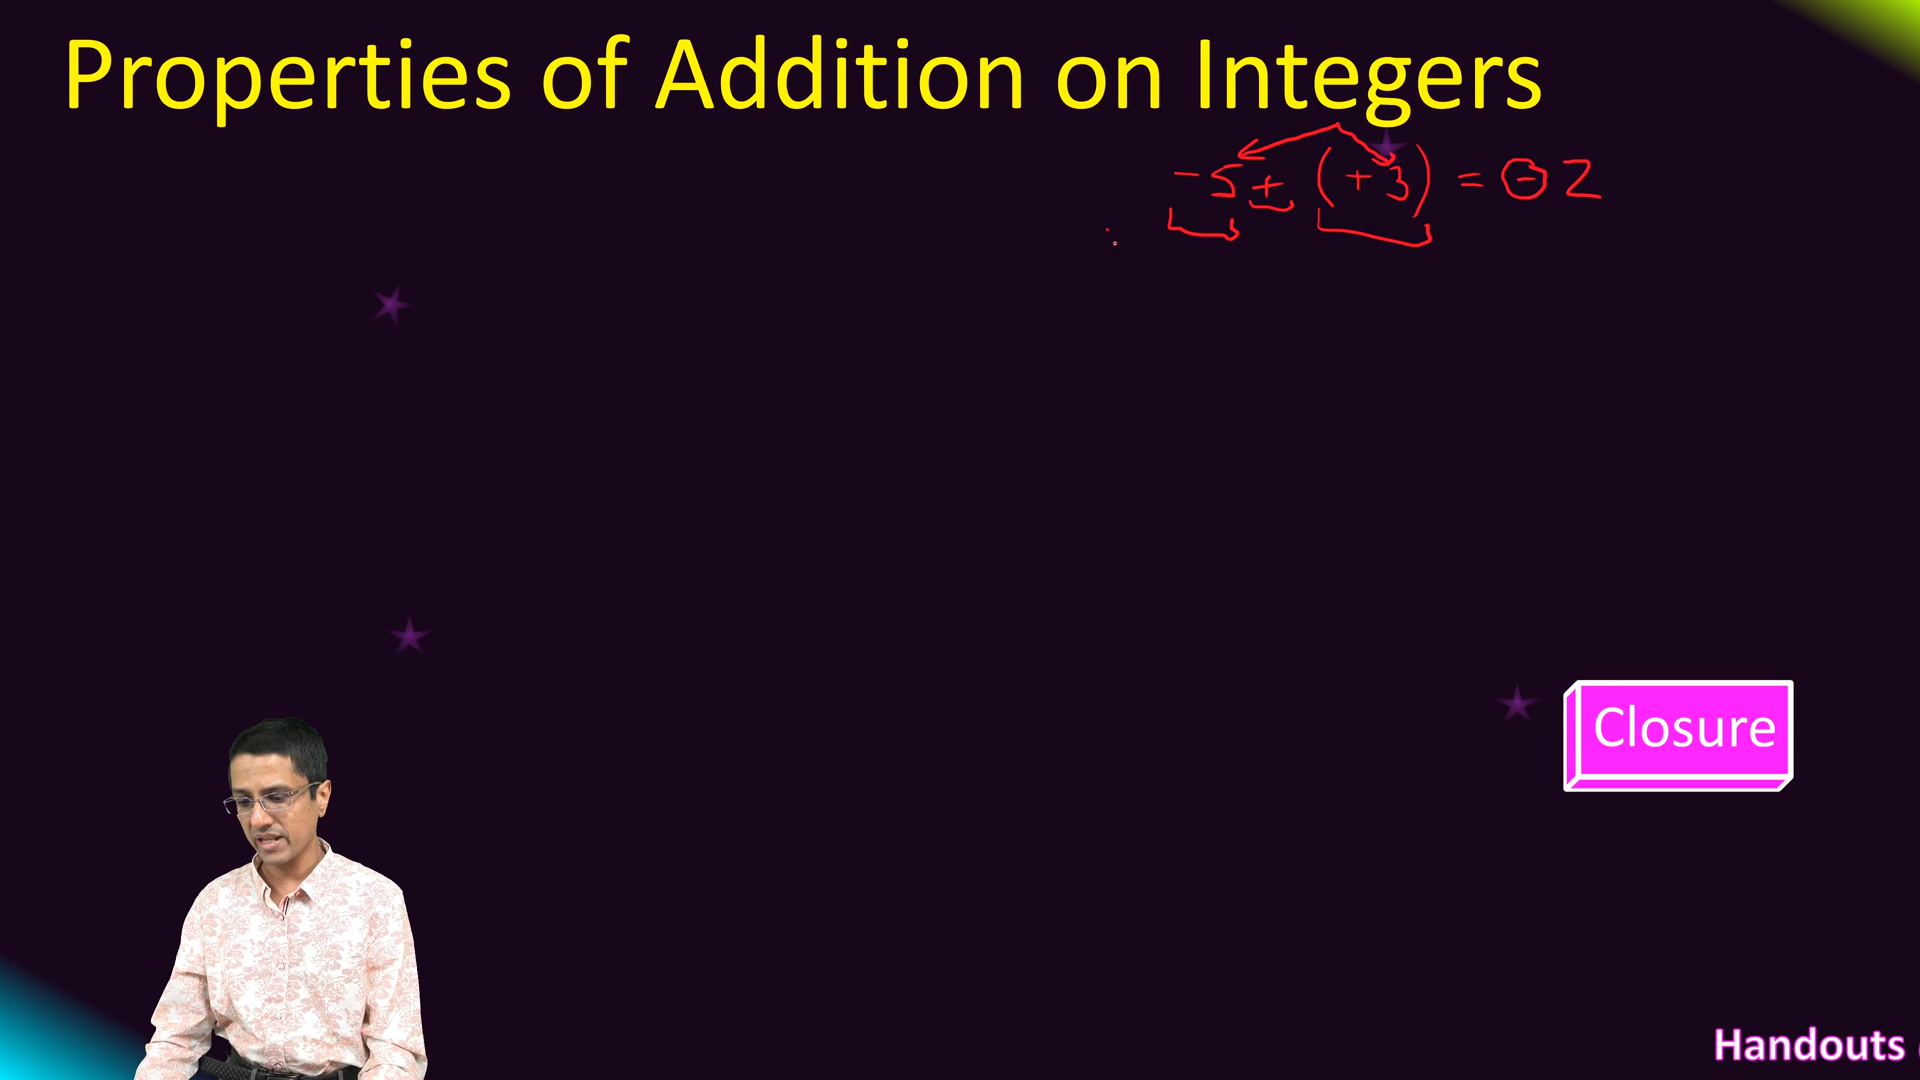 Properties of Addition on Integers
-5 + (+3) = -2
Closure
Handouts